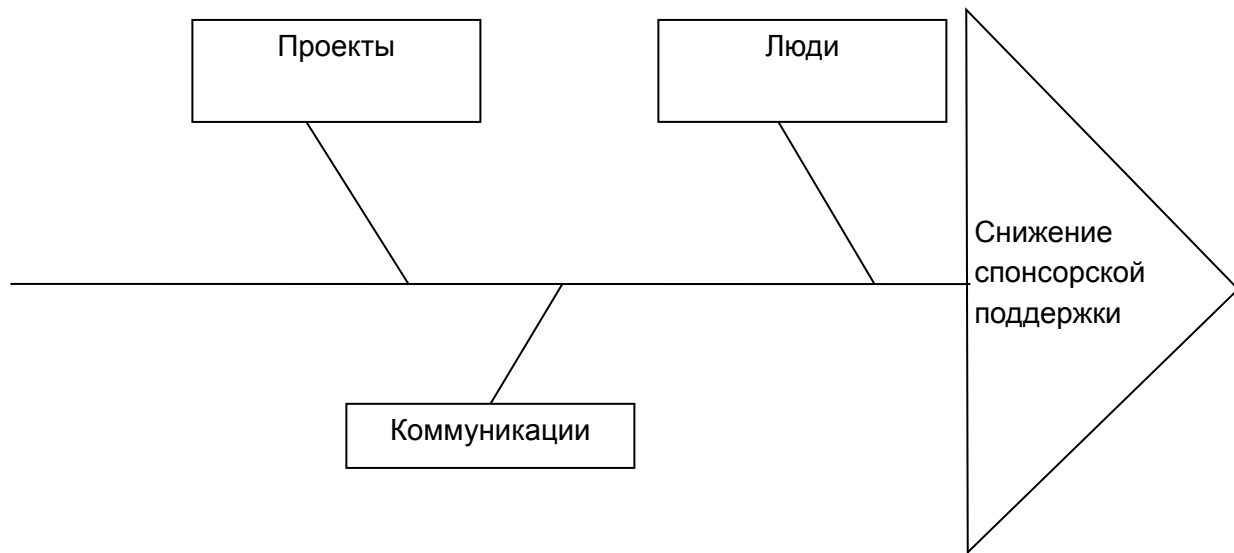 Проекты
Люди
Снижение
спонсорской
поддержки
Коммуникации